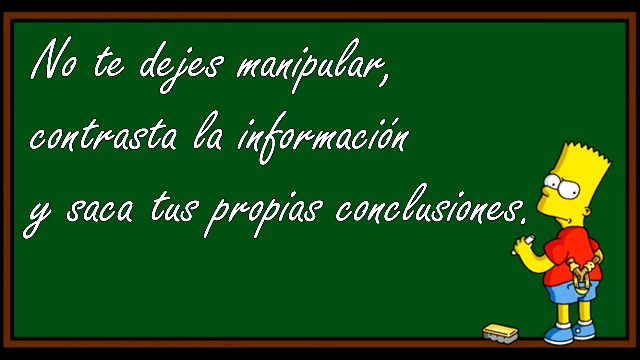 No te dejes manipular,
contrasta la información
y saca tus propias conclusiones.